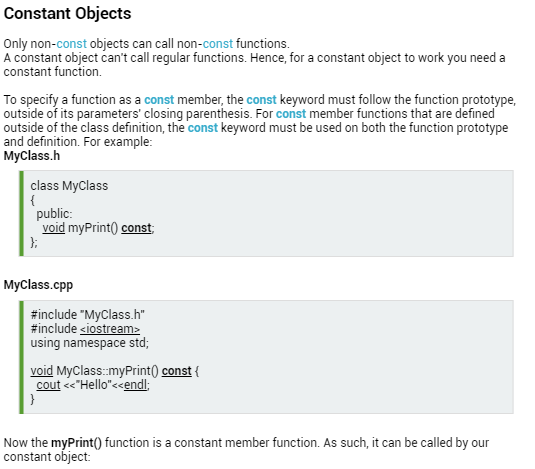 Constant Objects
Only non-const objects can call non-const functions.
A constant object can't call regular functions. Hence, for a constant object to work you need a
constant function.
To specify a function as a const member, the const keyword must follow the function prototype,
outside of its parameters' closing parenthesis. For const member functions that are defined
outside of the class definition, the const keyword must be used on both the function prototype
and definition. For example:
MyClass.h
class MyClass
{
public:
void myPrint() const;
};
MyClass.cpp
#include "MyClass.h"
#include <iostream>
using namespace std;
void MyClass::myPrint() const {
cout <<"Hello"<<endl;
}
Now the myPrint() function is a constant member function. As such, it can be called by our
constant object: